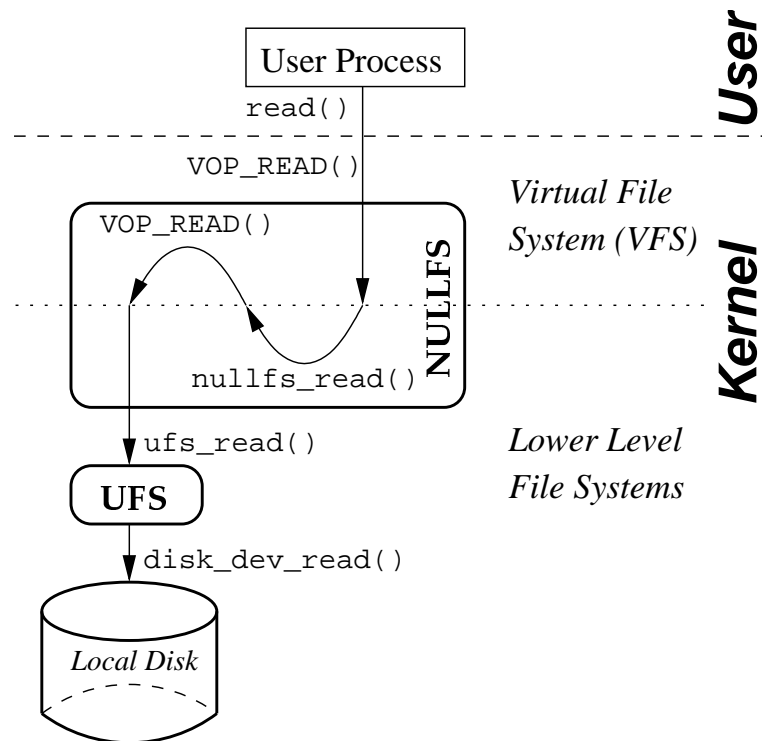 User Process
User
read()
VOP_READ()
Virtual File
System (VFS)
VOP_READ()
NULLFS
Kernel
nullfs_read()
ufs_read()
Lower Level
File Systems
UFS
disk_dev_read()
Local Disk